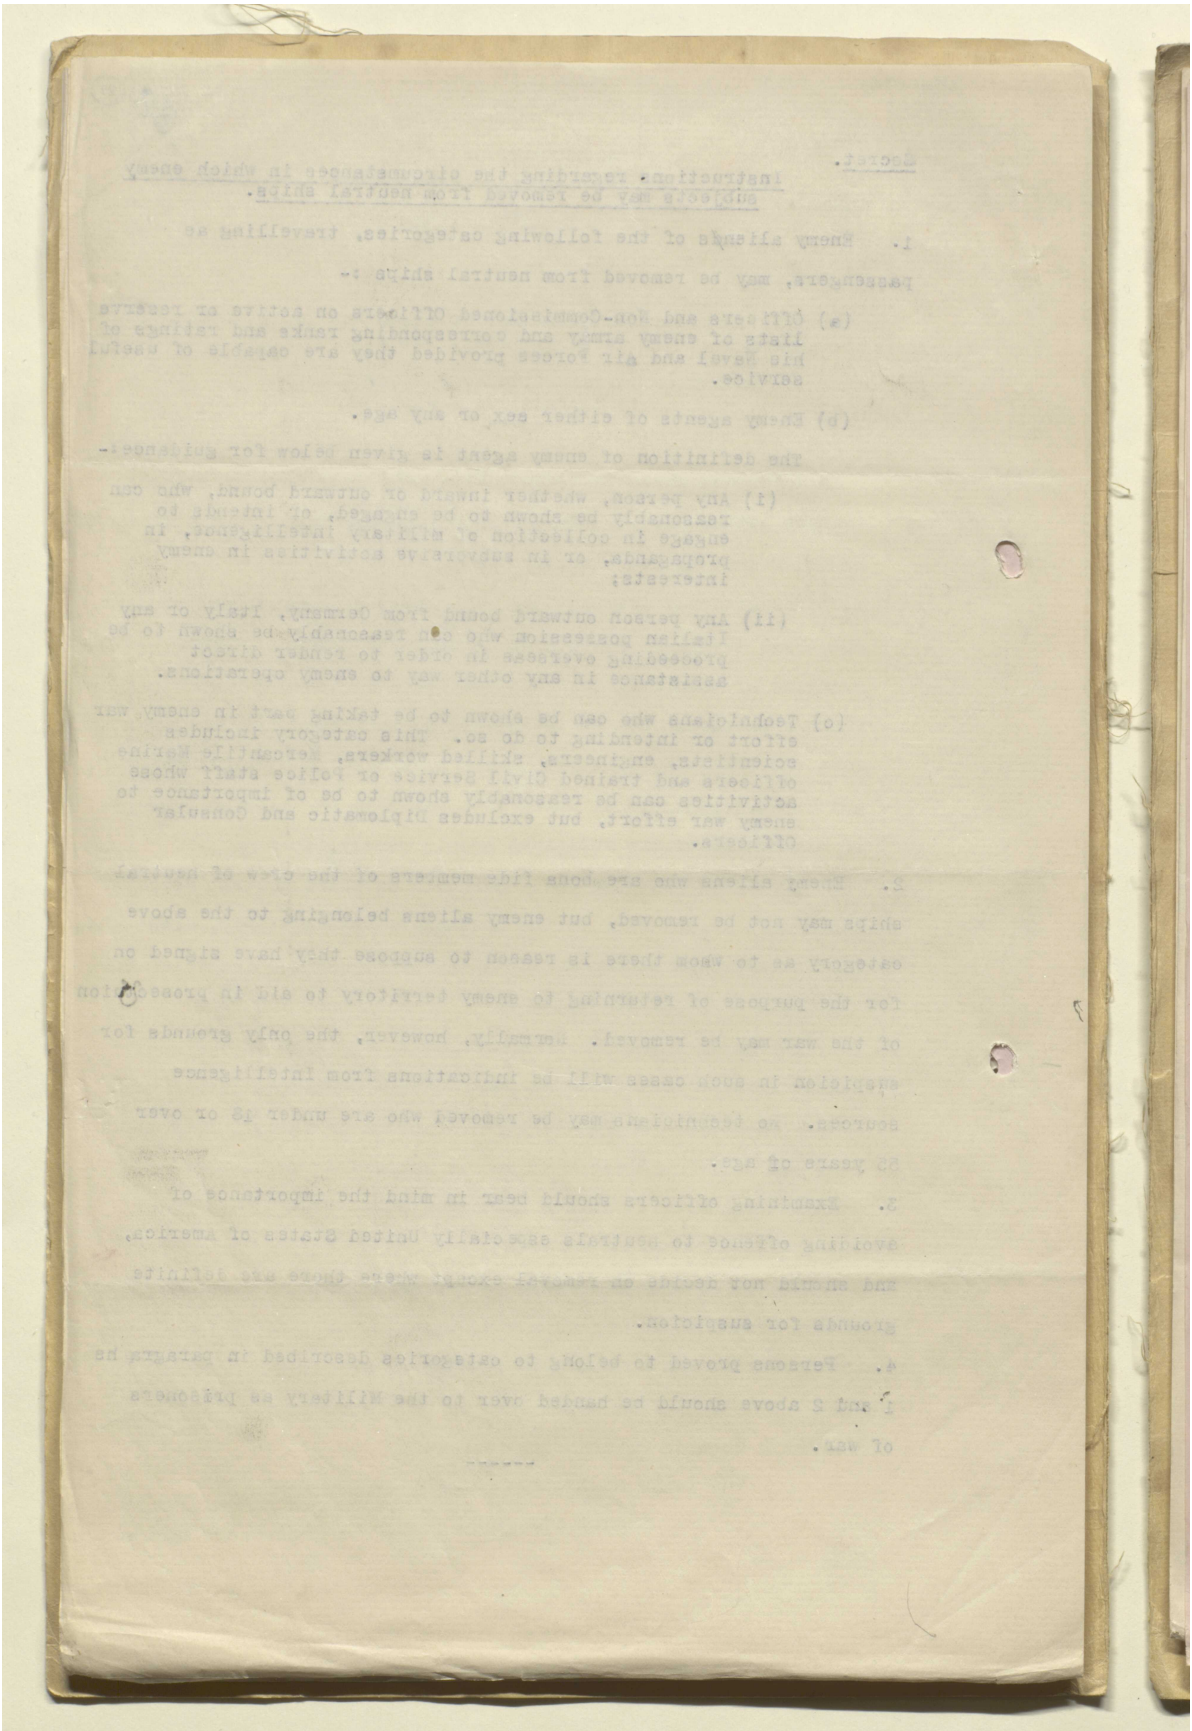 Secret.
Instructions regarding the circumstances in which enemy
subjects may be removed from neutral ships.
1. Enemy aliens of the following categories, travelling as
passengers, may be removed from neutral ships :-
(a) Officers and Non-Commissioned Officers on active or reserve
lists of enemy army and corresponding ranks and ratings of
his Naval and Air Forces provided they are capable of useful
service.
(b) Enemy agents of either sex or any age.
The definition of enemy agent is given below for guidance:-
(i) Any person, whether inward or outward bound, who can
reasonably be shown to be engaged, or intends to
engage in collection of military intelligence, in
propaganda, or in subversive activities in enemy
interests;
(ii) Any person outward bound from Germany, Italy or any
Italian possession who can reasonably be shown to be
proceeding overseas in order to render direct
assistance in any other way to enemy operations.
(c) Technicians who can be shown to be taking part in enemy war
effort or intending to do so. This category includes
scientists, engineers, skilled workers, Mercantile Marine
officers and trained Civil Service or Police staff whose
activities can be reasonably shown to be of importance to
enemy war effort, but excludes Diplomatic and Consular
Officers.
2. Enemy aliens who are bona fide members of the crew of neutral
ships may not be removed, but enemy aliens belonging to the above
category as to whom there is reason to suppose they have signed on
for the purpose of returning to enemy territory to aid in prosecution
of the war may be removed. Normally, however, the only grounds for
suspicion in such cases will be indications from Intelligence
sources. No technicians may be removed who are under 18 or over
years of age.
3. Examining officers should bear in mind the importance of
avoiding offence to neutrals especially United States of America,
and should not decide on removal except where there are definite
grounds for suspicion.
4. Persons proved to belong to categories described in paragra hs
1 and 2 above should be handed over to the Military as prisoners
of war.
------